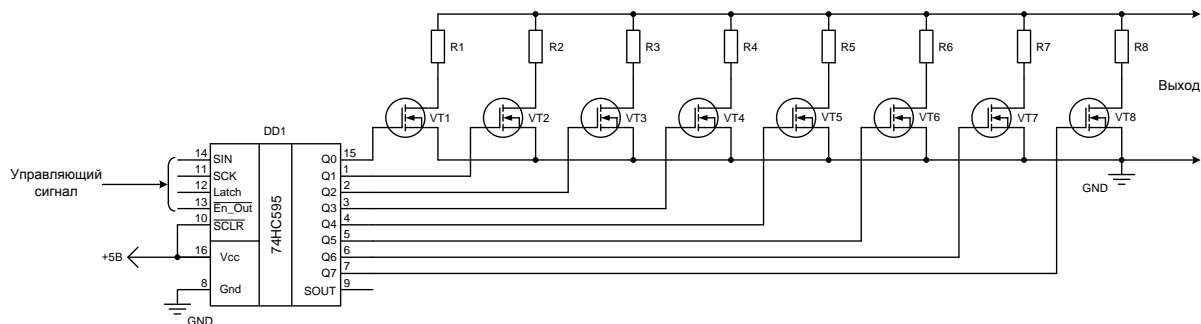 R1 R2 R3 R4 R5 R6 R7 R8
Выход
VT1 VT2 VT3 VT4 VT5 VT6 VT7 VT8
DD1
Управляющий
сигнал
14 SIN
11 SCK
12 Latch
13 En_Out
10 SCLR
+5В
16 Vcc
8 Gnd
GND
74HC595
Q0 15
Q1 1
Q2 2
Q3 3
Q4 4
Q5 5
Q6 6
Q7 7
SOUT 9
GND